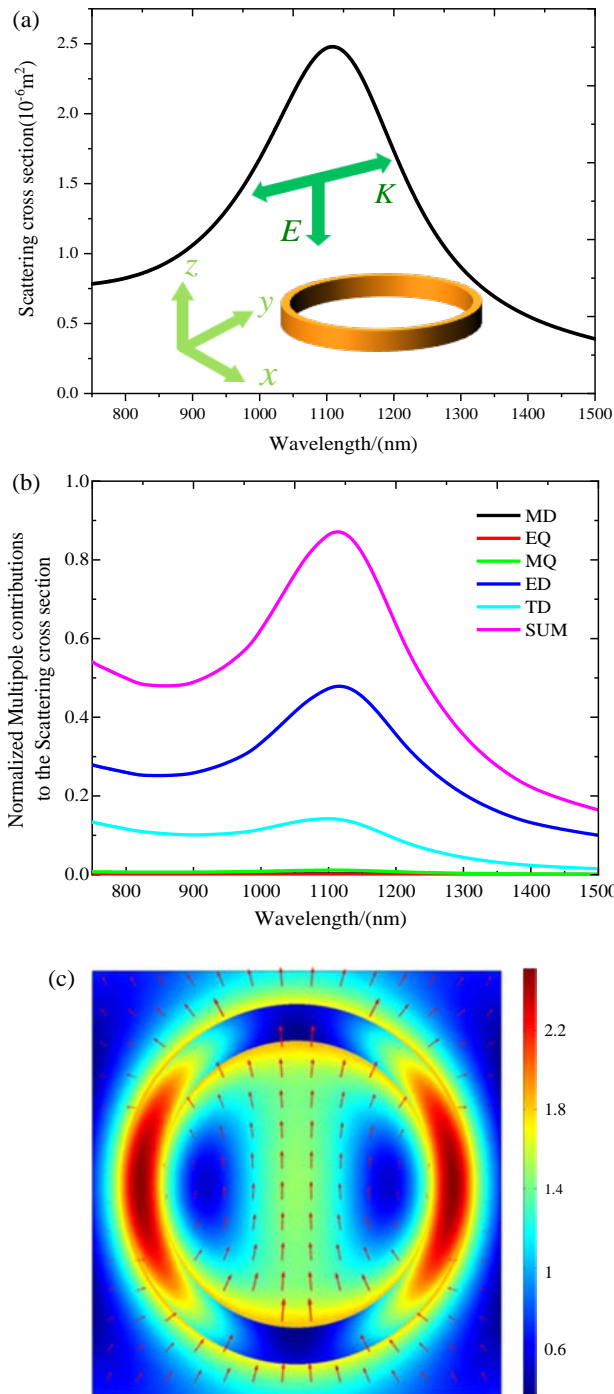 (a)
Scattering cross section(10⁻⁶m²)
2.5
2.0
1.5
1.0
0.5
0.0
K
E
z
y
x
800 900 1000 1100 1200 1300 1400 1500
Wavelength/(nm)
(b)
Normalized Multipole contributions
to the Scattering cross section
1.0
0.8
0.6
0.4
0.2
0.0
MD
EQ
MQ
ED
TD
SUM
800 900 1000 1100 1200 1300 1400 1500
Wavelength/(nm)
(c)
2.2
1.8
1.4
1
0.6